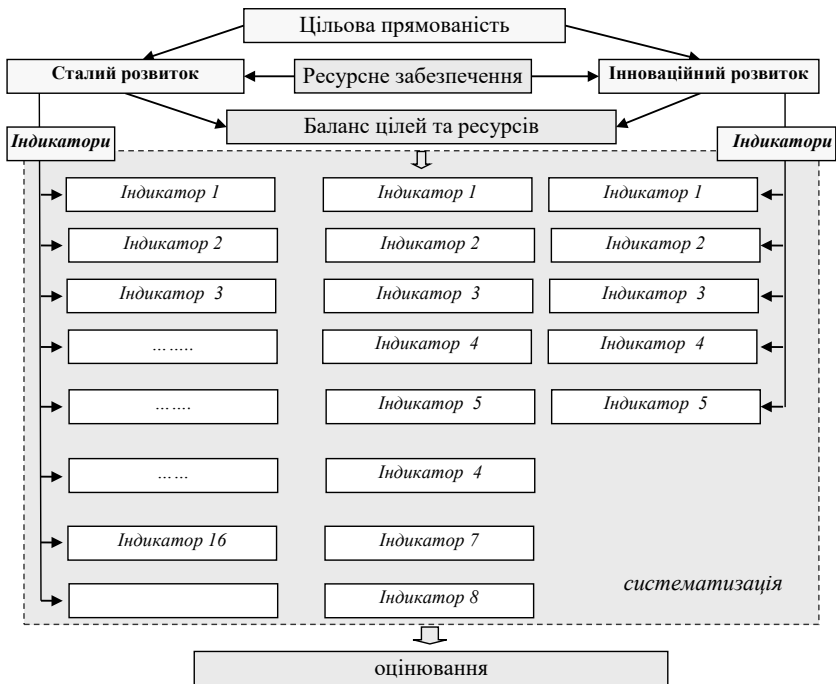 Цільова прямованість
Сталий розвиток
Ресурсне забезпечення
Інноваційний розвиток
Баланс цілей та ресурсів
Індикатори
Індикатори
Індикатор 1
Індикатор 1
Індикатор 1
Індикатор 2
Індикатор 2
Індикатор 2
Індикатор 3
Індикатор 3
Індикатор 3
……..
Індикатор 4
Індикатор 4
…….
Індикатор 5
Індикатор 5
……
Індикатор 4
Індикатор 16
Індикатор 7
Індикатор 8
систематизація
оцінювання